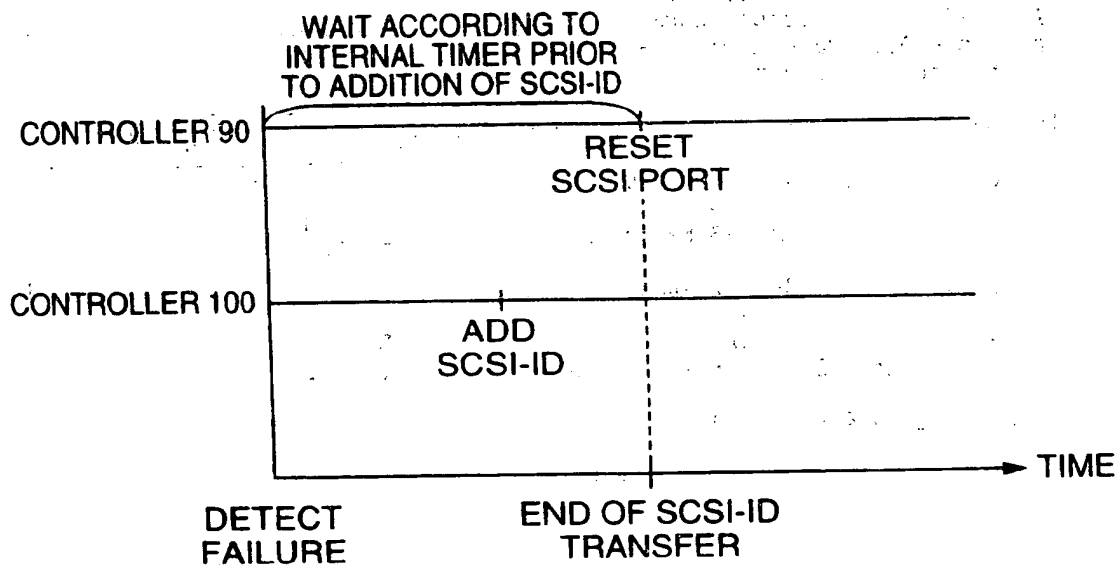 WAIT ACCORDING TO
INTERNAL TIMER PRIOR
TO ADDITION OF SCSI-ID
CONTROLLER 90
RESET
SCSI PORT
CONTROLLER 100
ADD
SCSI-ID
TIME
DETECT
FAILURE
END OF SCSI-ID
TRANSFER